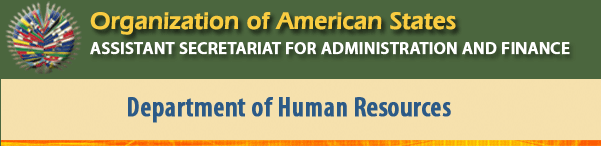 Organization of American States
ASSISTANT SECRETARIAT FOR ADMINISTRATION AND FINANCE
Department of Human Resources